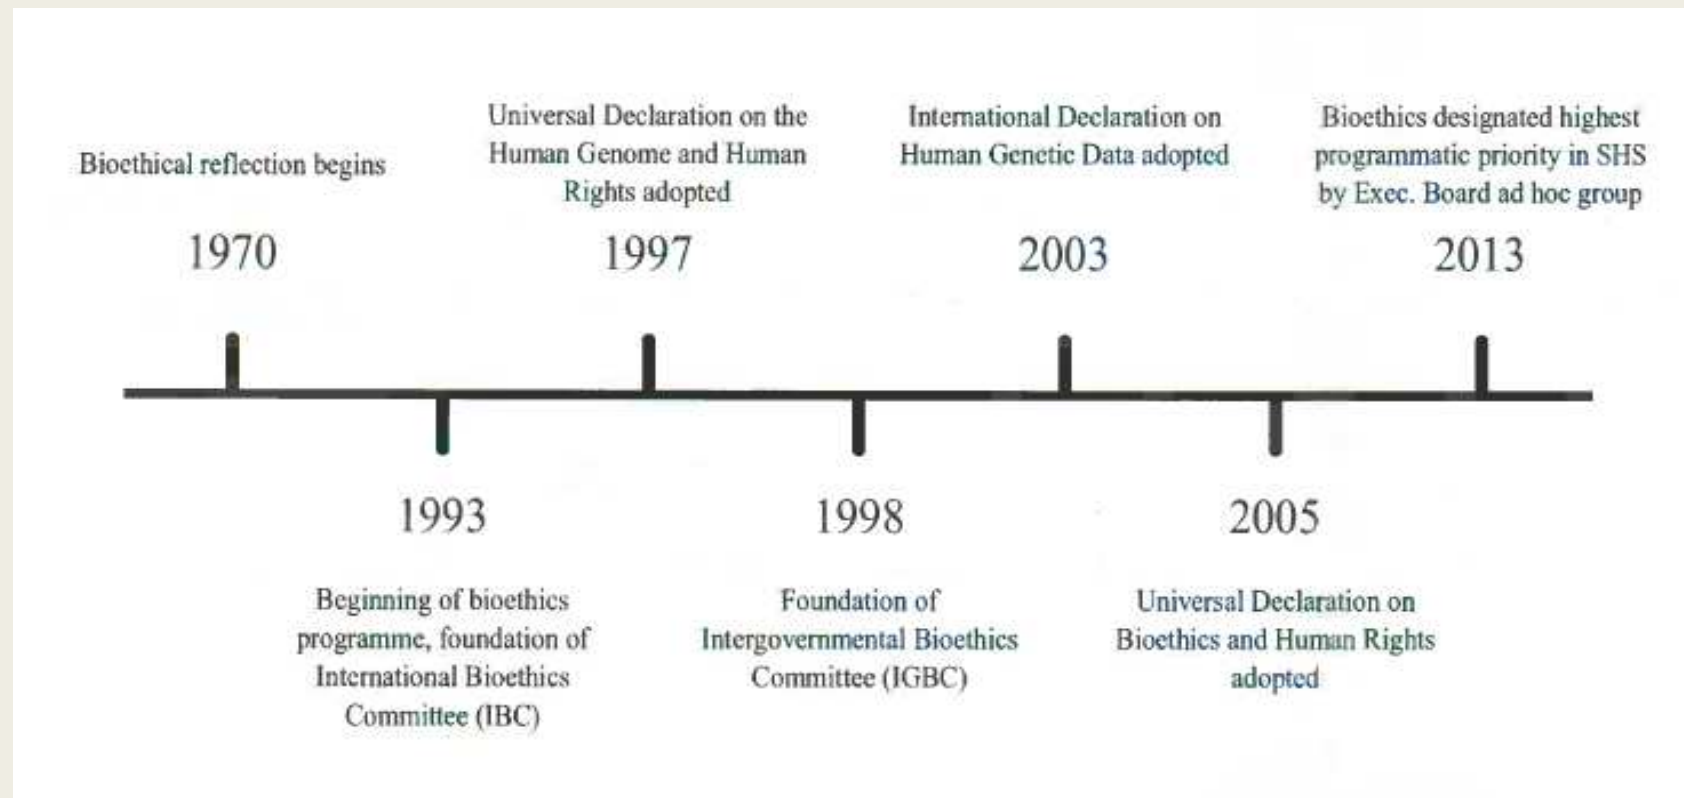 Bioethical reflection begins
1970
Universal Declaration on the
Human Genome and Human
Rights adopted
1997
International Declaration on
Human Genetic Data adopted
2003
Bioethics designated highest
programmatic priority in SHS
by Exec. Board ad hoc group
2013
1993
Beginning of bioethics
programme, foundation of
International Bioethics
Committee (IBC)
1998
Foundation of
Intergovernmental Bioethics
Committee (IGBC)
2005
Universal Declaration on
Bioethics and Human Rights
adopted